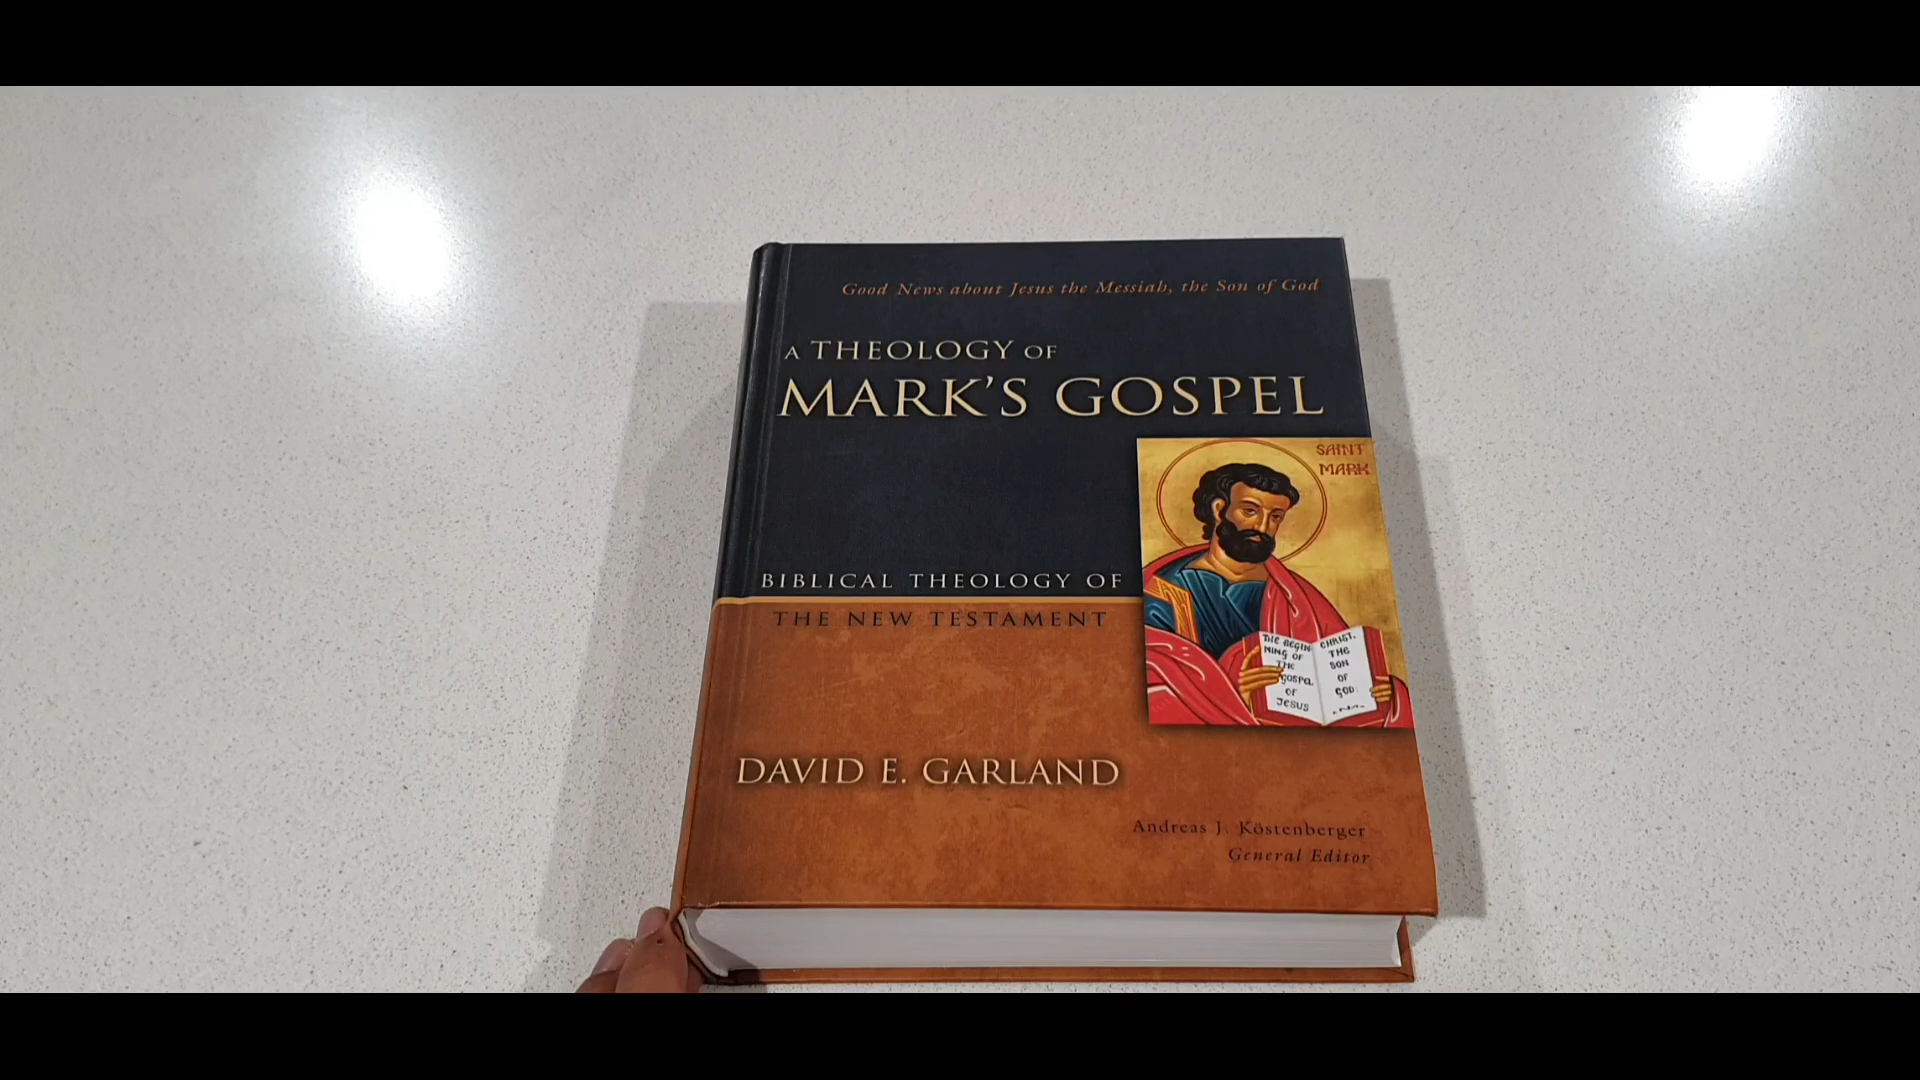 Good News about Jesus the Messiah, the Son of God
A THEOLOGY OF
MARK'S GOSPEL
SAINT
MARK
BIBLICAL THEOLOGY OF
THE NEW TESTAMENT
THE BEGIN-
NING OF
THE
GOSPEL
OF
JESUS
CHRIST,
THE
SON
OF
GOD
DAVID E. GARLAND
Andreas J. Köstenberger
General Editor